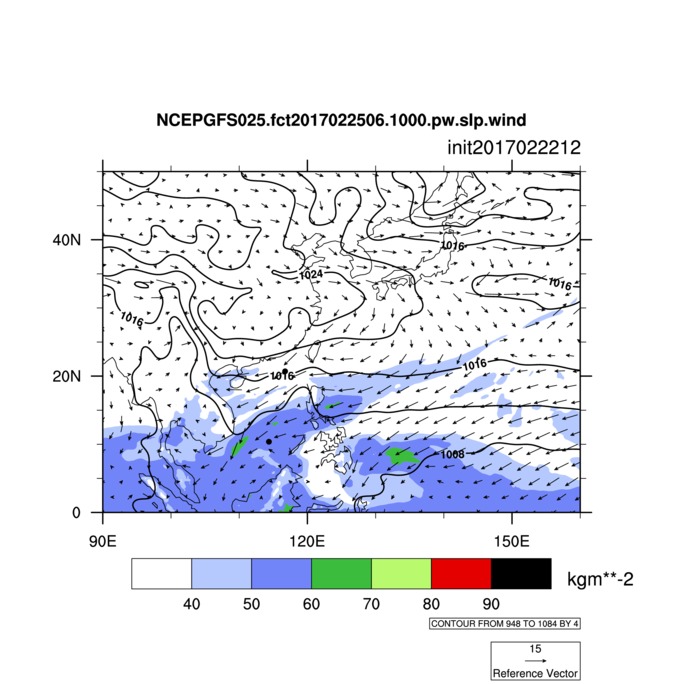 NCEPGFS025.fct2017022506.1000.pw.slp.wind
init2017022212
40N
20N
0
1016
1024
1016
1016
1016
1016
1008
90E 120E 150E
40 50 60 70 80 90
kgm**-2
CONTOUR FROM 948 TO 1084 BY 4
15
Reference Vector